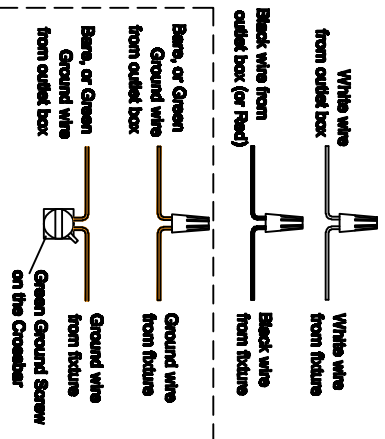 White wire
from outlet box
White wire
from fixture
Black wire from
outlet box (or Red)
Black wire
from fixture
Bare, or Green
Ground wire
from outlet box
Ground wire
from fixture
Bare, or Green
Ground wire
from outlet box
Ground wire
from fixture
Green Ground Screw
on the Crossbar